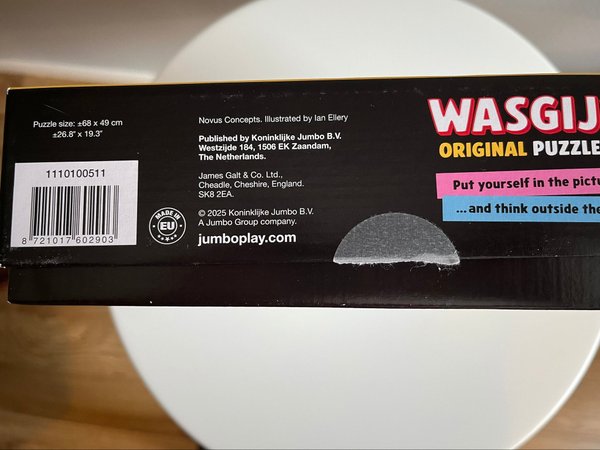 Puzzle size: ±68 x 49 cm
±26.8" x 19.3"
1110100511
8 721017 602903
Novus Concepts. Illustrated by Ian Ellery
Published by Koninklijke Jumbo B.V.
Westzijde 184, 1506 EK Zaandam,
The Netherlands.
James Galt & Co. Ltd.,
Cheadle, Cheshire, England.
SK8 2EA.
MADE IN
EU
© 2025 Koninklijke Jumbo B.V.
A Jumbo Group company.
jumboplay.com
WASGIJ
ORIGINAL PUZZLE
Put yourself in the pictu
...and think outside the